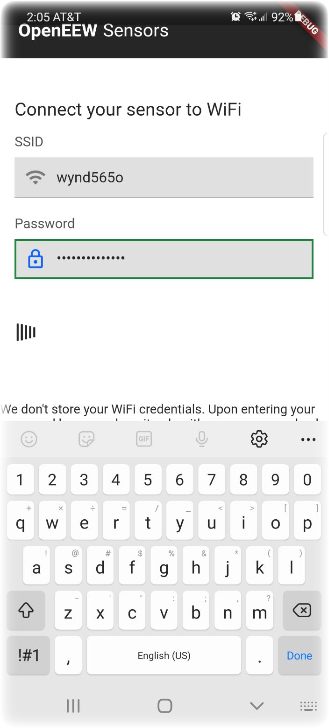 2:05 AT&T 92%
DEBUG
OpenEEW Sensors
Connect your sensor to WiFi
SSID
wynd565o
Password
••••••••••••••
We don't store your WiFi credentials. Upon entering your
GIF
1 2 3 4 5 6 7 8 9 0
+ × ÷ = / _ < > [ ]
q w e r t y u i o p
! @ # $ % & * ( )
a s d f g h j k l
- ' " : ; , ?
z x c v b n m
!#1 , English (US) . Done